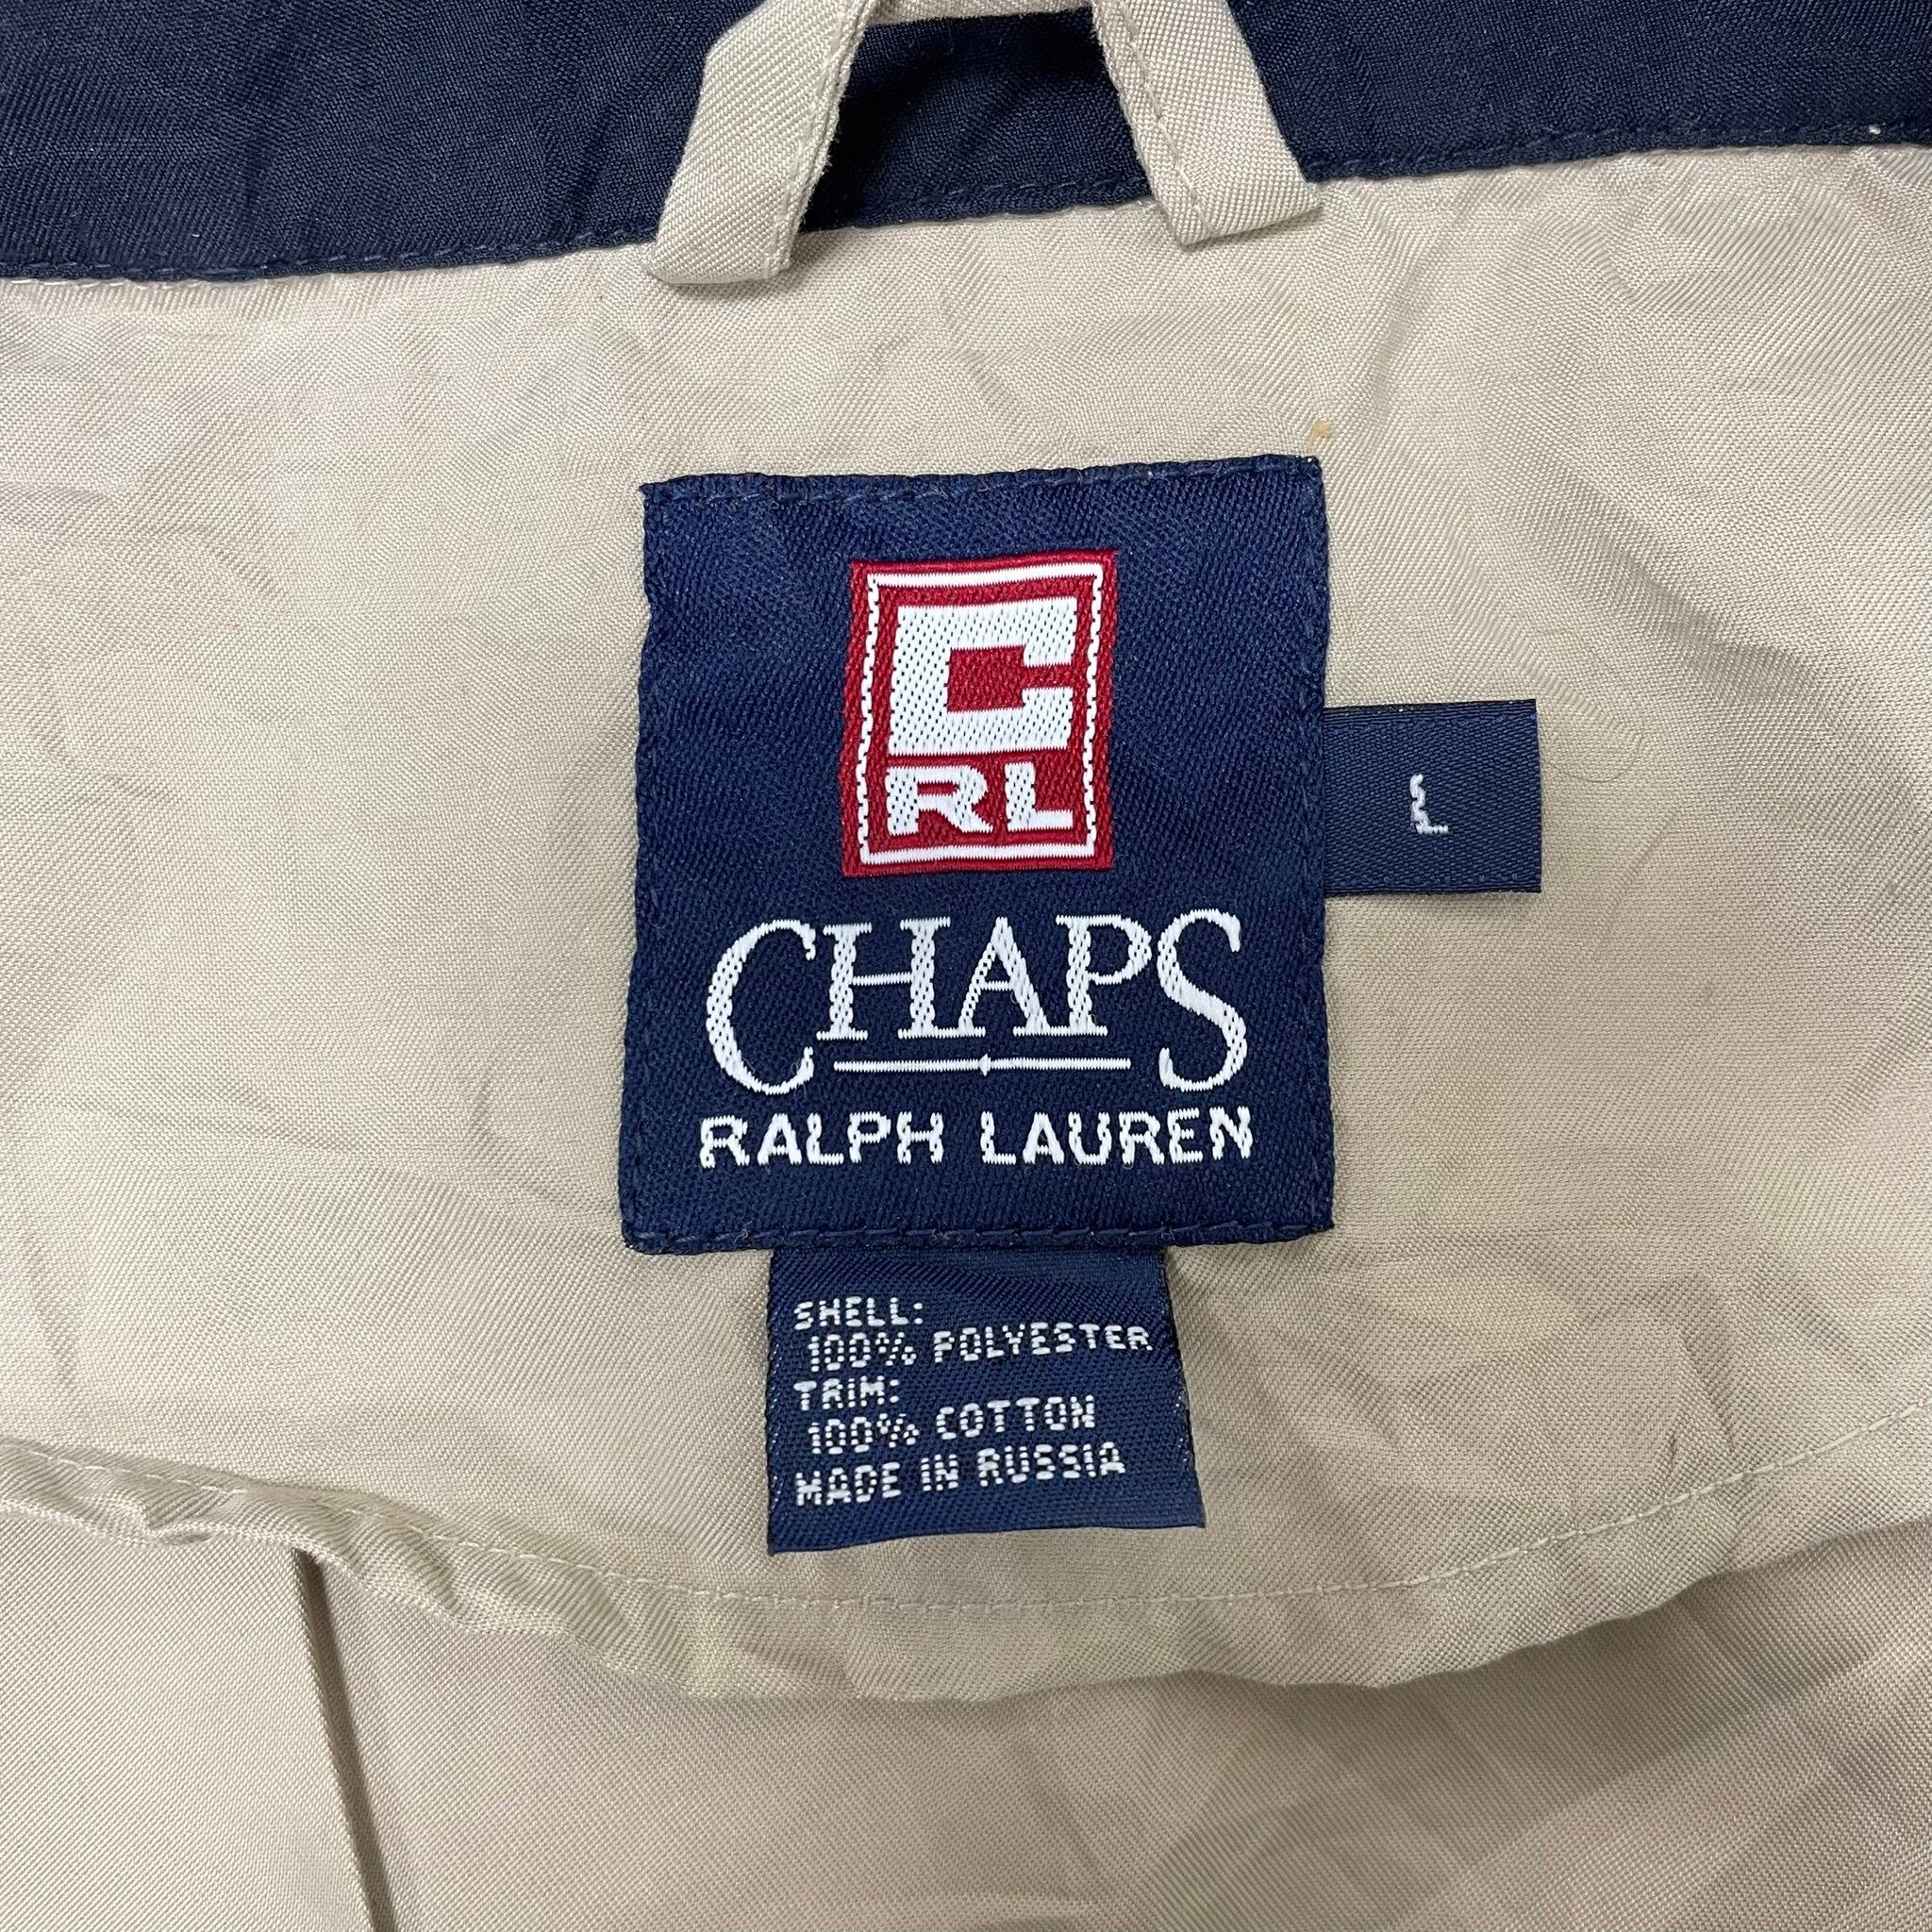 C
RL
CHAPS
RALPH LAUREN
L
SHELL:
100% POLYESTER
TRIM:
100% COTTON
MADE IN RUSSIA